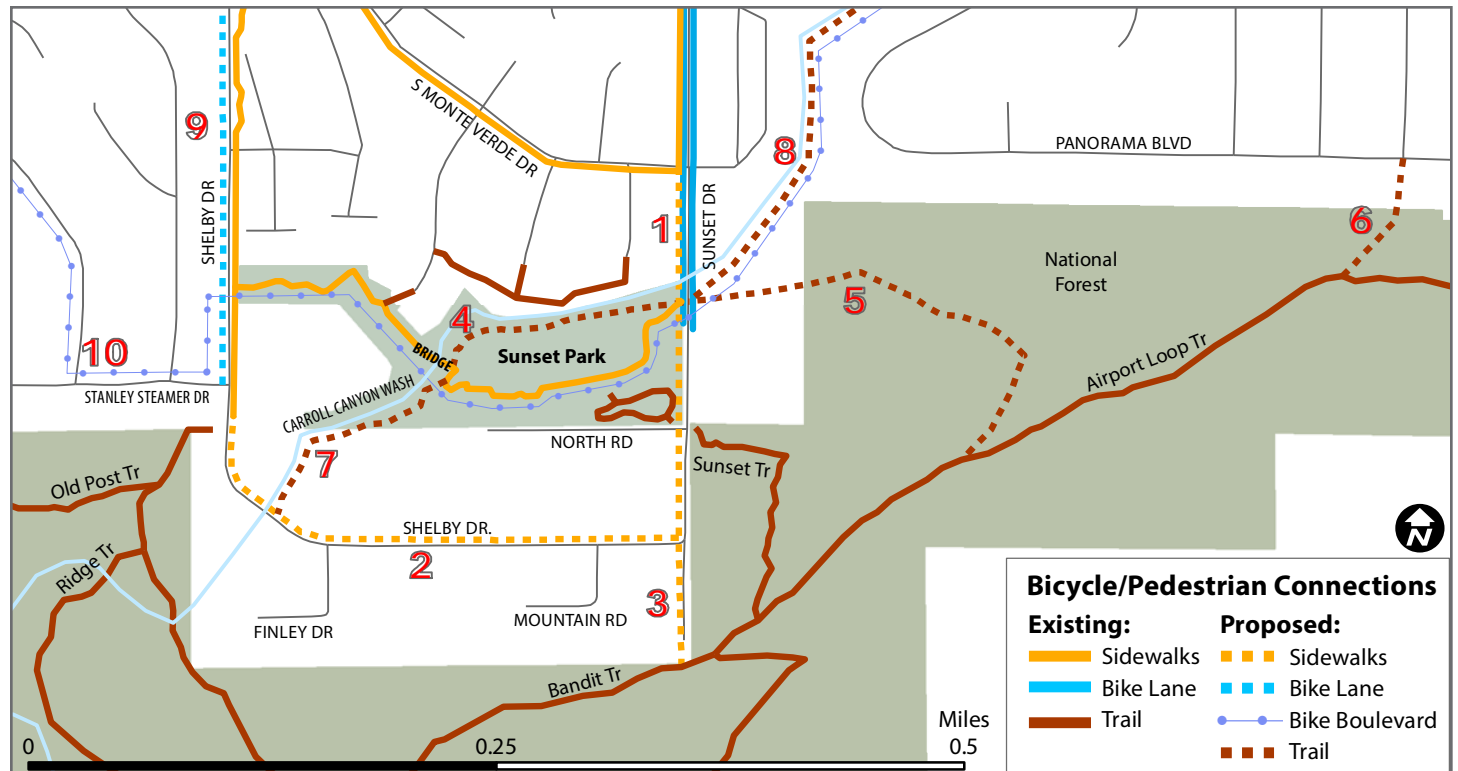 9
S MONTE VERDE DR
8
PANORAMA BLVD
SHELBY DR
1
SUNSET DR
6
National
Forest
5
4
10
BRIDGE
Sunset Park
STANLEY STEAMER DR
CARROLL CANYON WASH
Airport Loop Tr
NORTH RD
7
Sunset Tr
Old Post Tr
SHELBY DR.
N
Ridge Tr
2
3
FINLEY DR
MOUNTAIN RD
Bandit Tr
Bicycle/Pedestrian Connections
Existing:
Proposed:
Sidewalks
Sidewalks
Bike Lane
Bike Lane
Trail
Bike Boulevard
Trail
Miles
0
0.25
0.5